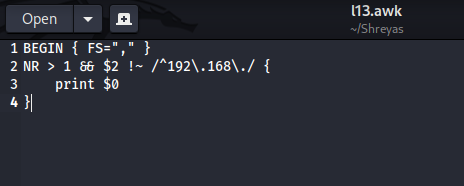 Open
l13.awk
~/Shreyas
1 BEGIN { FS="," }
2 NR > 1 && $2 !~ /^192\.168\./ {
3     print $0
4 }